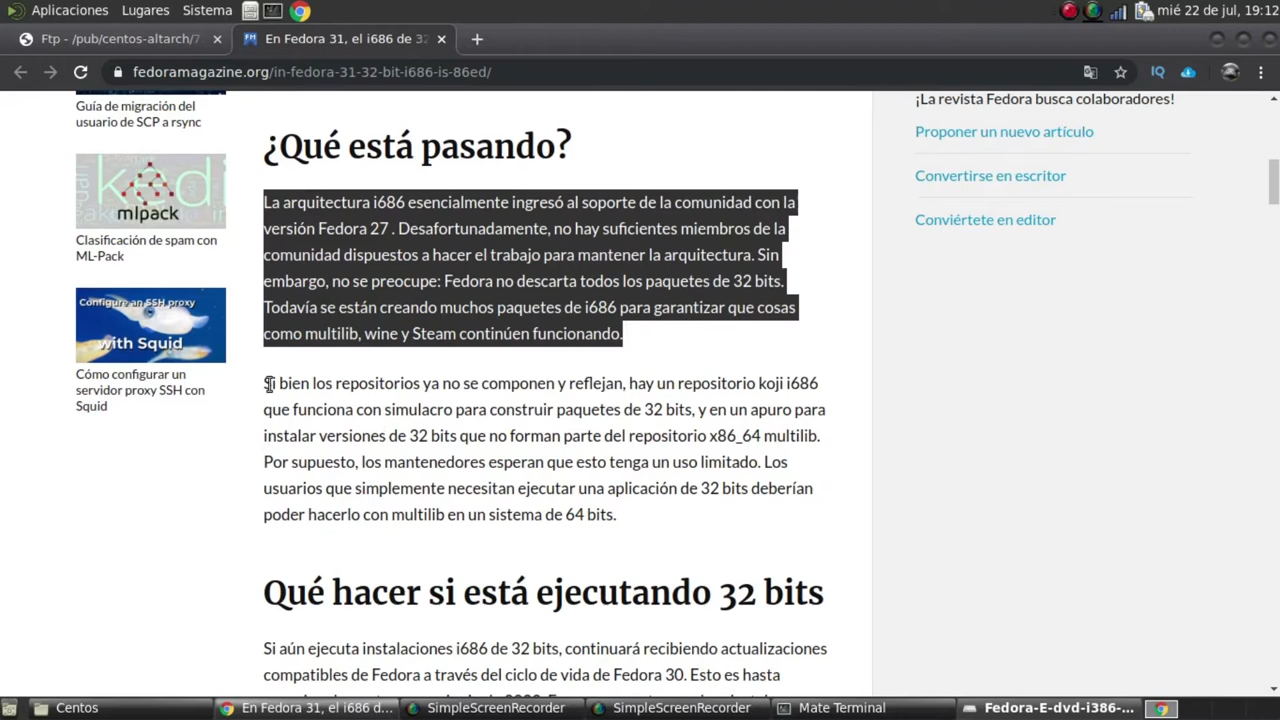 Aplicaciones Lugares Sistema mié 22 de jul, 19:12
Ftp - /pub/centos-altarch/7 En Fedora 31, el i686 de 32
fedoramagazine.org/in-fedora-31-32-bit-i686-is-86ed/
Guía de migración del
usuario de SCP a rsync
mlpack
Clasificación de spam con
ML-Pack
Configure an SSH proxy
with Squid
Cómo configurar un
servidor proxy SSH con
Squid
¿Qué está pasando?
La arquitectura i686 esencialmente ingresó al soporte de la comunidad con la
versión Fedora 27 . Desafortunadamente, no hay suficientes miembros de la
comunidad dispuestos a hacer el trabajo para mantener la arquitectura. Sin
embargo, no se preocupe: Fedora no descarta todos los paquetes de 32 bits.
Todavía se están creando muchos paquetes de i686 para garantizar que cosas
como multilib, wine y Steam continúen funcionando.
Si bien los repositorios ya no se componen y reflejan, hay un repositorio koji i686
que funciona con simulacro para construir paquetes de 32 bits, y en un apuro para
instalar versiones de 32 bits que no forman parte del repositorio x86_64 multilib.
Por supuesto, los mantenedores esperan que esto tenga un uso limitado. Los
usuarios que simplemente necesitan ejecutar una aplicación de 32 bits deberían
poder hacerlo con multilib en un sistema de 64 bits.
Qué hacer si está ejecutando 32 bits
Si aún ejecuta instalaciones i686 de 32 bits, continuará recibiendo actualizaciones
compatibles de Fedora a través del ciclo de vida de Fedora 30. Esto es hasta
¡La revista Fedora busca colaboradores!
Proponer un nuevo artículo
Convertirse en escritor
Conviértete en editor
Centos En Fedora 31, el i686 d... SimpleScreenRecorder SimpleScreenRecorder Mate Terminal Fedora-E-dvd-i386-...